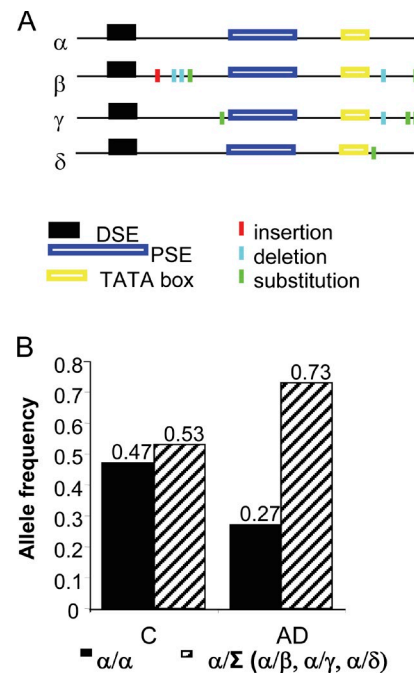 A
α
β
γ
δ
DSE
PSE
TATA box
insertion
deletion
substitution
B
Allele frequency
0.8
0.7
0.6
0.5
0.4
0.3
0.2
0.1
0
0.47
0.53
0.27
0.73
C AD
α/α α/Σ (α/β, α/γ, α/δ)